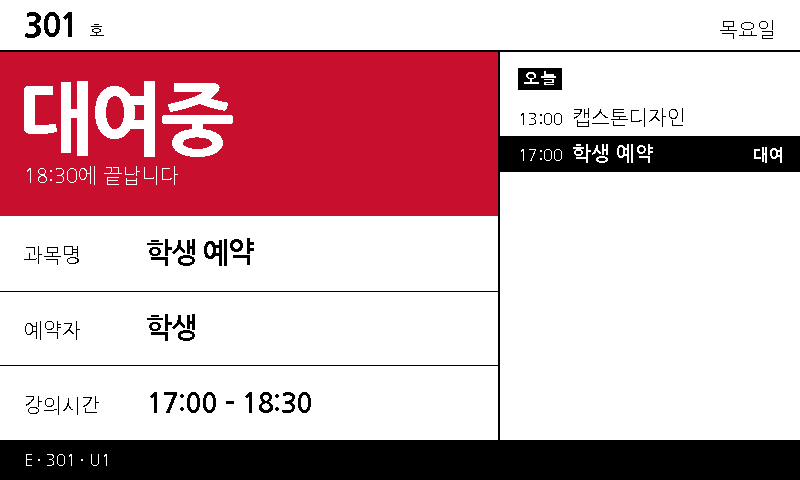 301 호
목요일
대여중
18:30에 끝납니다
과목명 학생 예약
예약자 학생
강의시간 17:00 - 18:30
오늘
13:00 캡스톤디자인
17:00 학생 예약 대여
E · 301 · U1